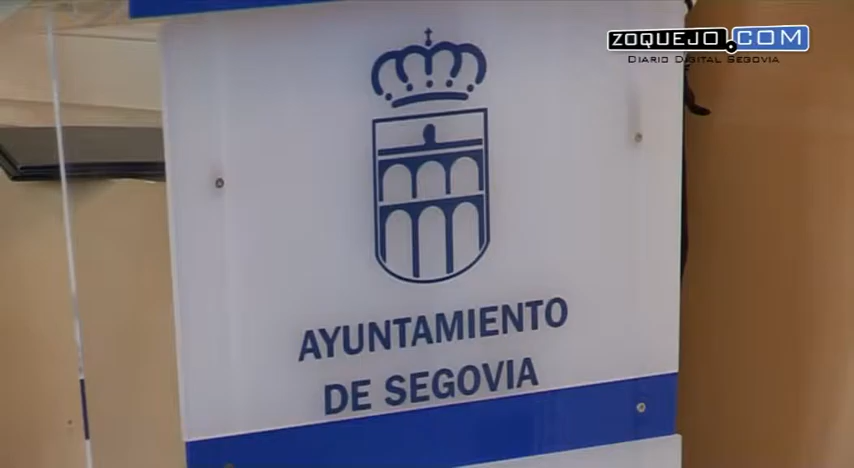 ZOQUEJO.COM
DIARIO DIGITAL SEGOVIA
AYUNTAMIENTO
DE SEGOVIA